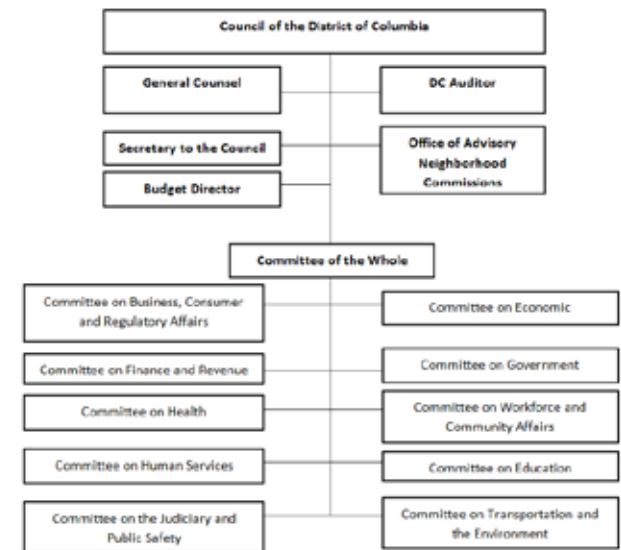 Council of the District of Columbia
General Counsel
DC Auditor
Secretary to the Council
Office of Advisory
Neighborhood
Commissions
Budget Director
Committee of the Whole
Committee on Business, Consumer
and Regulatory Affairs
Committee on Economic
Committee on Finance and Revenue
Committee on Government
Committee on Health
Committee on Workforce and
Community Affairs
Committee on Human Services
Committee on Education
Committee on the Judiciary and
Public Safety
Committee on Transportation and
the Environment